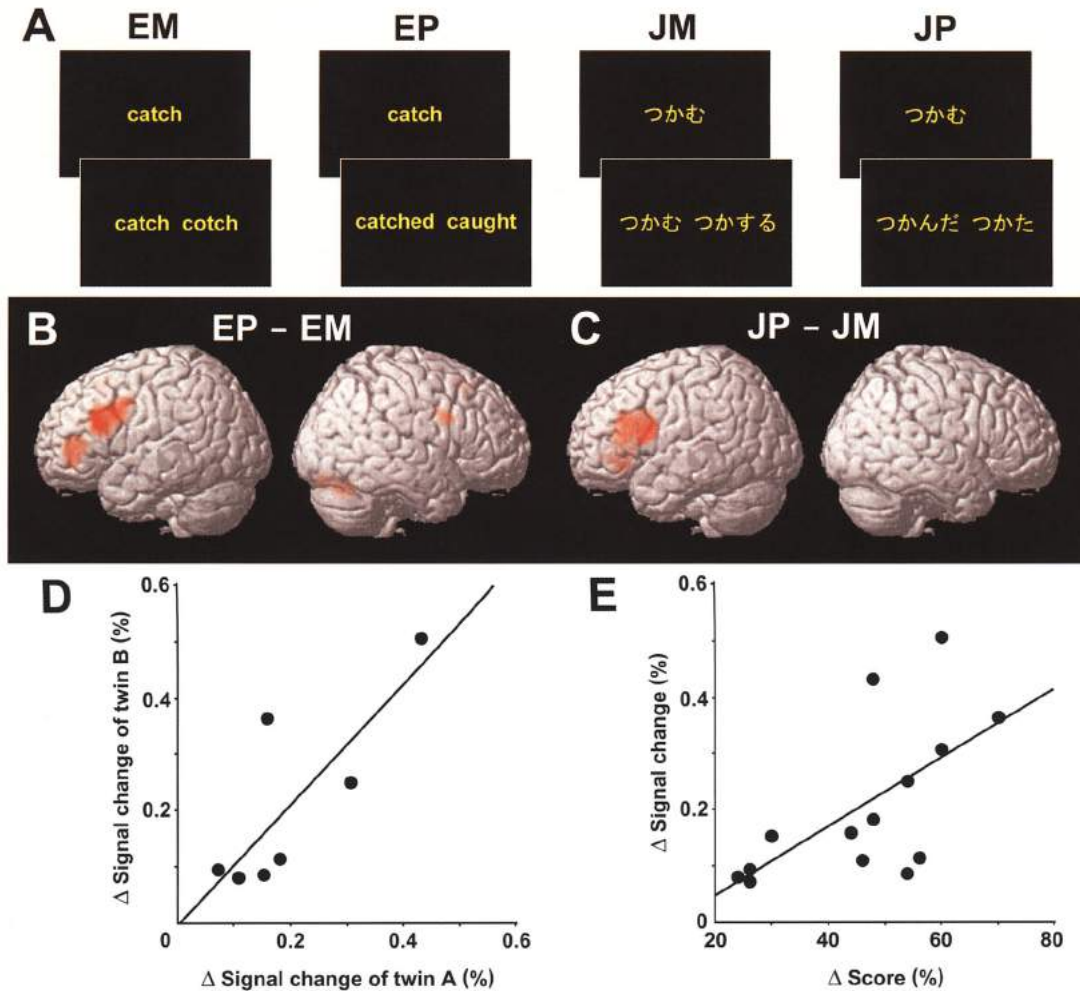 A
EM EP JM JP
catch catch つかむ つかむ
catch cotch catched caught つかむ つかする つかんだ つかた
B EP – EM C JP – JM
D
Δ Signal change of twin B (%)
0.6
0.4
0.2
0 0.2 0.4 0.6
Δ Signal change of twin A (%)
E
Δ Signal change (%)
0.6
0.4
0.2
0
20 40 60 80
Δ Score (%)